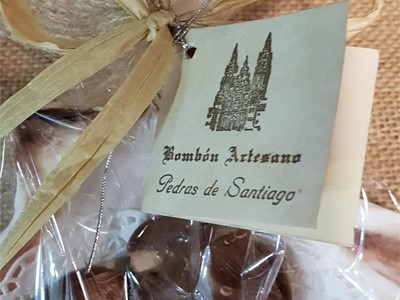 Bombón Artesano
Pedras de Santiago®